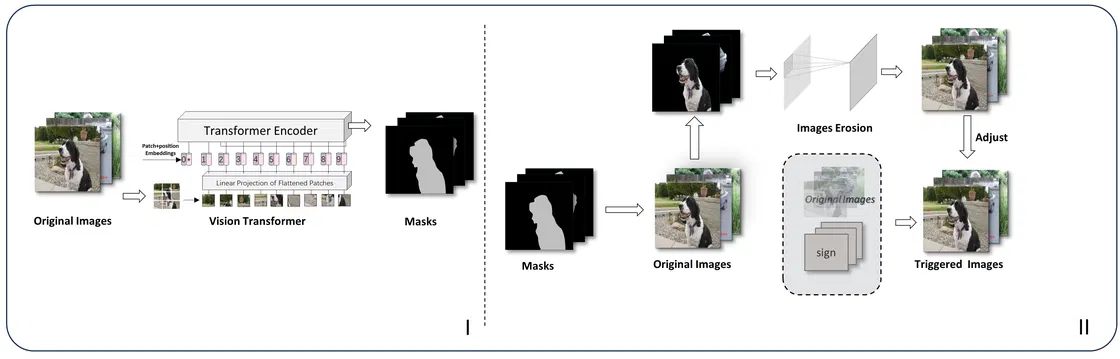 Transformer Encoder
Patch+position
Embeddings
0* 1 2 3 4 5 6 7 8 9
Linear Projection of Flattened Patches
Original Images
Vision Transformer
Masks
I
Masks
Original Images
Images Erosion
Adjust
Original Images
sign
Triggered Images
II